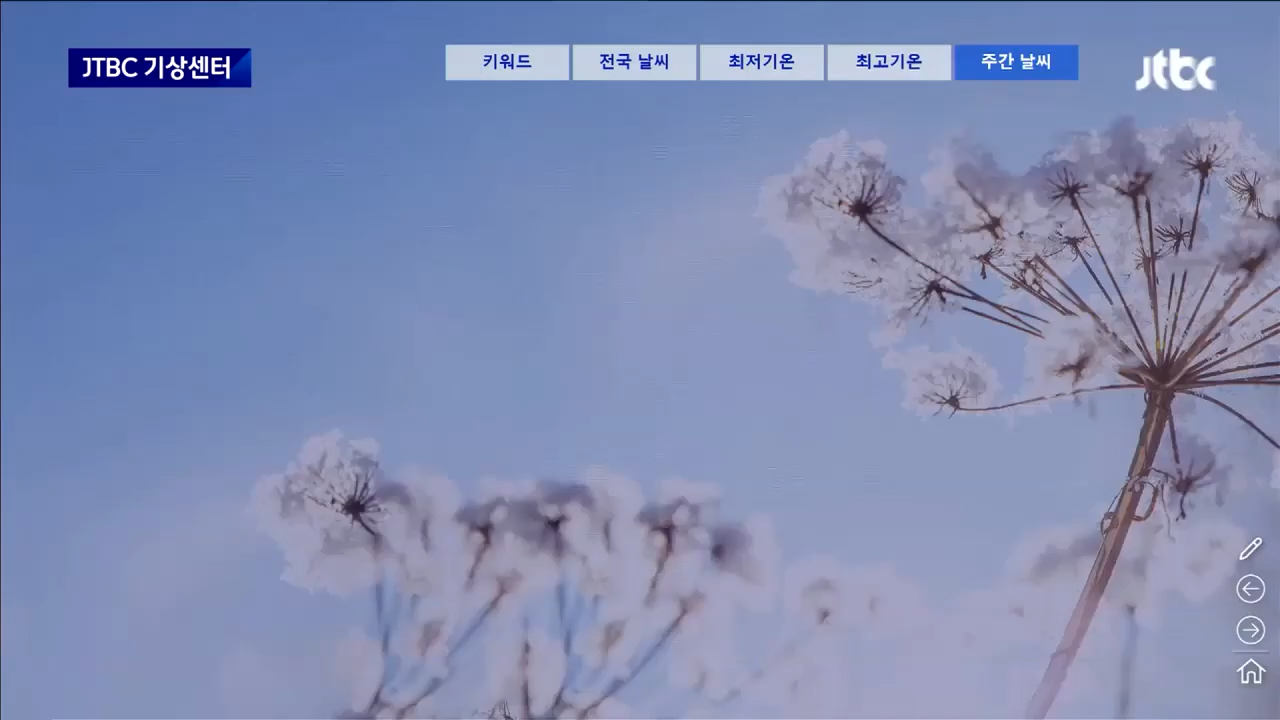 JTBC 기상센터
키워드
전국 날씨
최저기온
최고기온
주간 날씨
jtbc